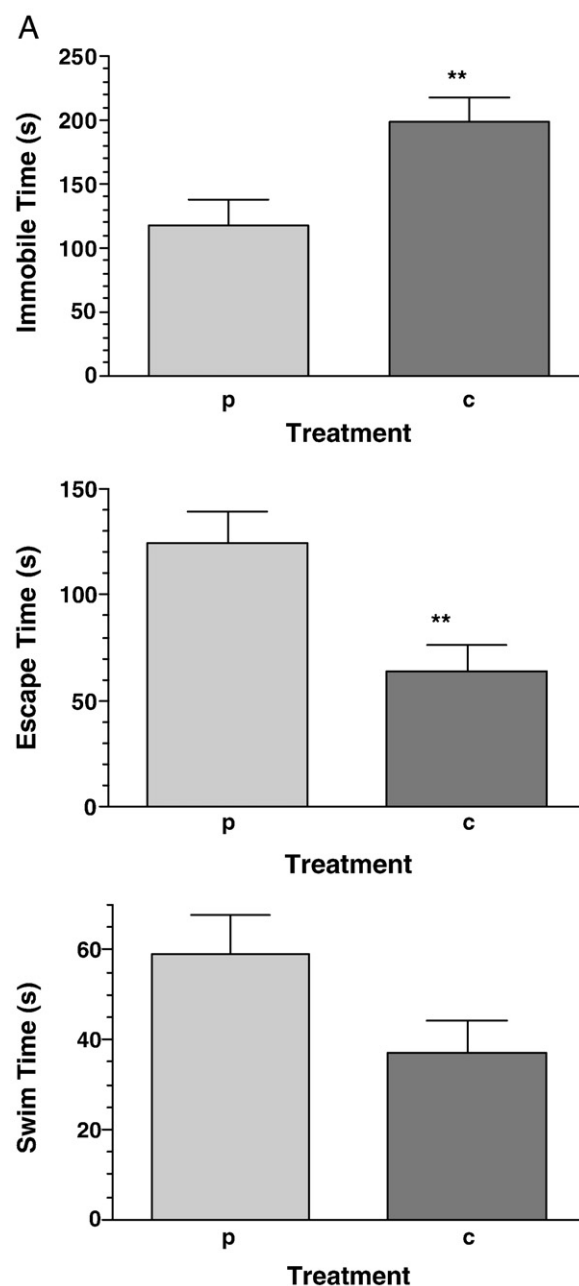 A
Immobile Time (s)
250
200
150
100
50
0
**
p
c
Treatment
Escape Time (s)
150
100
50
0
**
p
c
Treatment
Swim Time (s)
60
40
20
0
p
c
Treatment